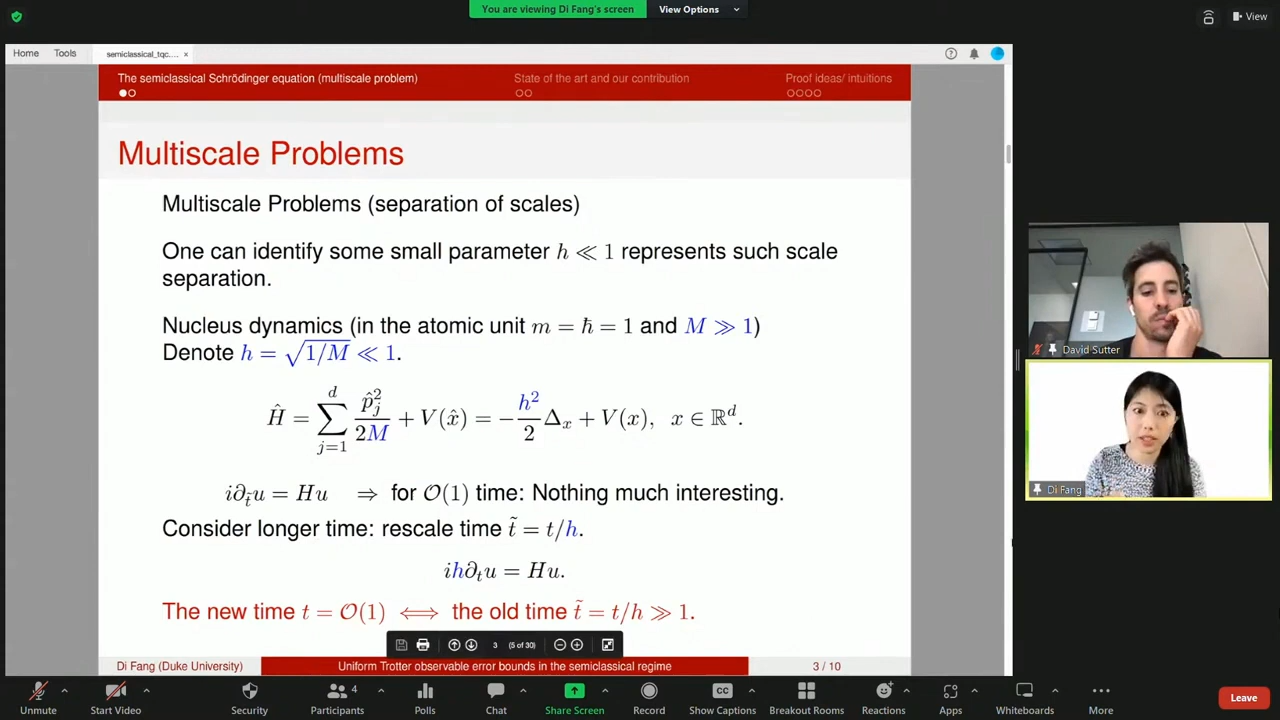 You are viewing Di Fang's screen
View Options
View
Home Tools semiclassical_tqc.... ×
The semiclassical Schrödinger equation (multiscale problem) State of the art and our contribution Proof ideas/ intuitions
Multiscale Problems
Multiscale Problems (separation of scales)
One can identify some small parameter h ≪ 1 represents such scale
separation.
Nucleus dynamics (in the atomic unit m = ℏ = 1 and M ≫ 1)
Denote h = √1/M ≪ 1.
Ĥ = ∑_{j=1}^{d} p̂_j^2/2M + V(x̂) = −h^2/2 Δ_x + V(x), x ∈ ℝ^d.
i∂_{t̃}u = Hu ⇒ for O(1) time: Nothing much interesting.
Consider longer time: rescale time t̃ = t/h.
ih∂_t u = Hu.
The new time t = O(1) ⟺ the old time t̃ = t/h ≫ 1.
3 (5 of 30)
Di Fang (Duke University) Uniform Trotter observable error bounds in the semiclassical regime 3 / 10
David Sutter
Di Fang
4
CC
Unmute Start Video Security Participants Polls Chat Share Screen Record Show Captions Breakout Rooms Reactions Apps Whiteboards More Leave